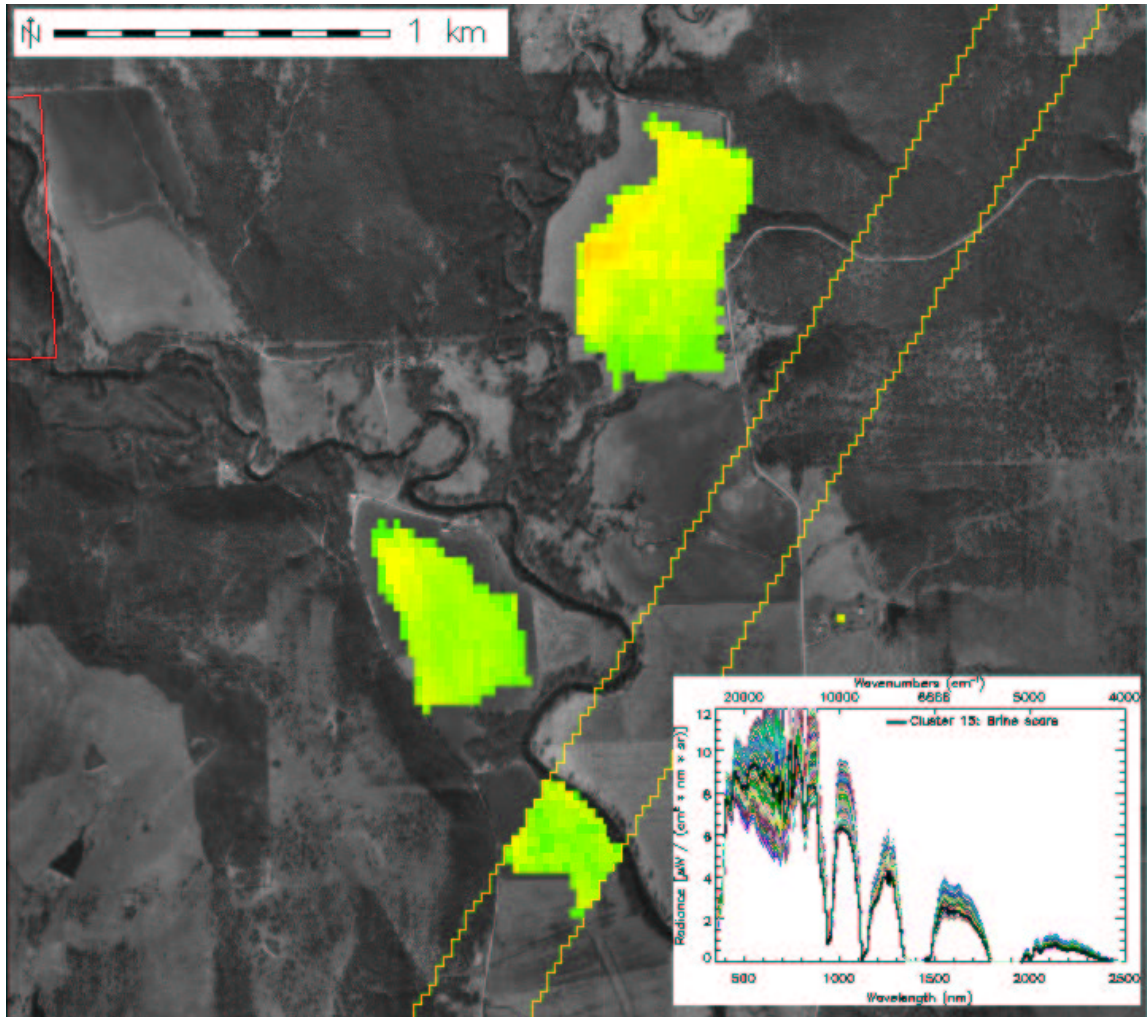 N
1 km
Wavenumbers (cm⁻¹)
20000 10000 6666 5000 4000
Cluster 15: Brine scare
Radiance [μW / (cm² * nm * sr)]
12
10
8
6
4
2
0
500 1000 1500 2000 2500
Wavelength (nm)